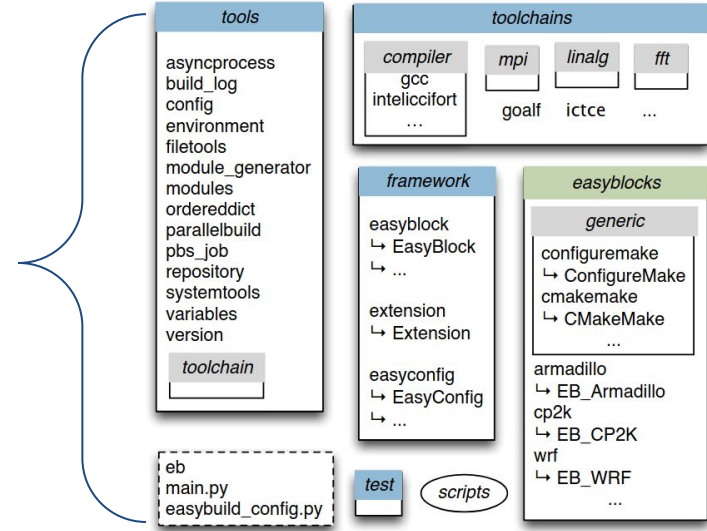 tools
asyncprocess
build_log
config
environment
filetools
module_generator
modules
ordereddict
parallelbuild
pbs_job
repository
systemtools
variables
version
toolchain
toolchains
compiler
gcc
inteliccifort
...
mpi
linalg
fft
goalf ictce ...
framework
easyblock
↳ EasyBlock
↳ ...
extension
↳ Extension
easyconfig
↳ EasyConfig
↳ ...
easyblocks
generic
configuremake
↳ ConfigureMake
cmakemake
↳ CMakeMake
...
armadillo
↳ EB_Armadillo
cp2k
↳ EB_CP2K
wrf
↳ EB_WRF
...
eb
main.py
easybuild_config.py
test
scripts